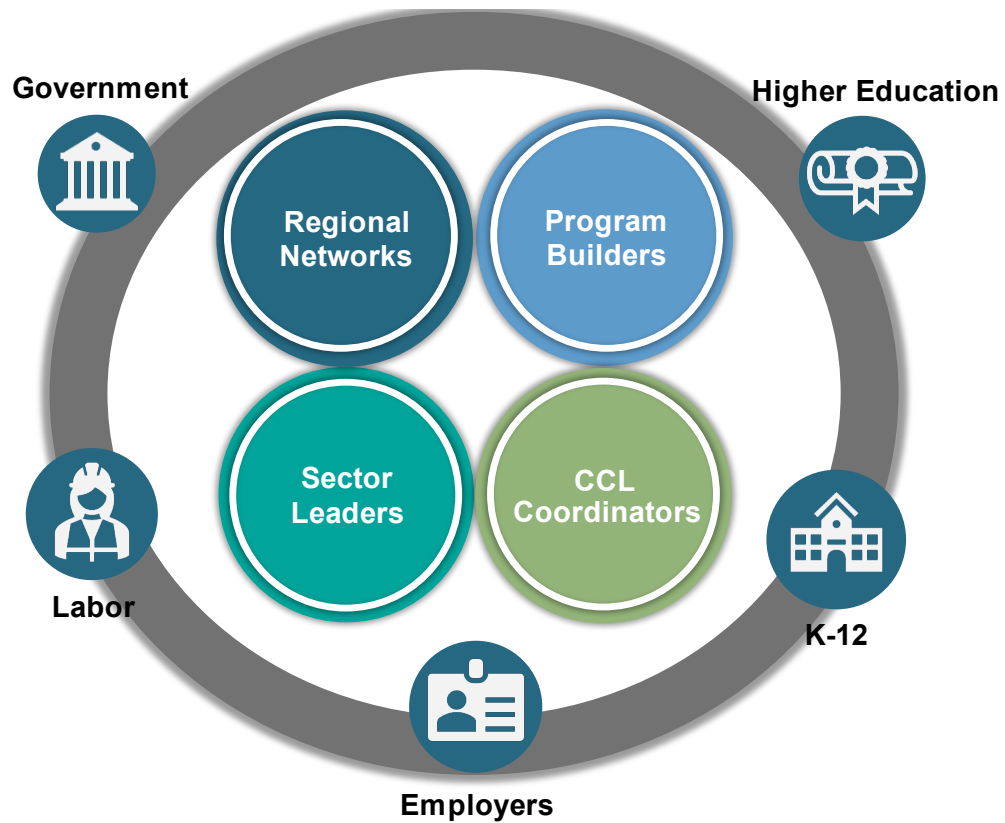 Government
Higher Education
Regional
Networks
Program
Builders
Sector
Leaders
CCL
Coordinators
Labor
K-12
Employers